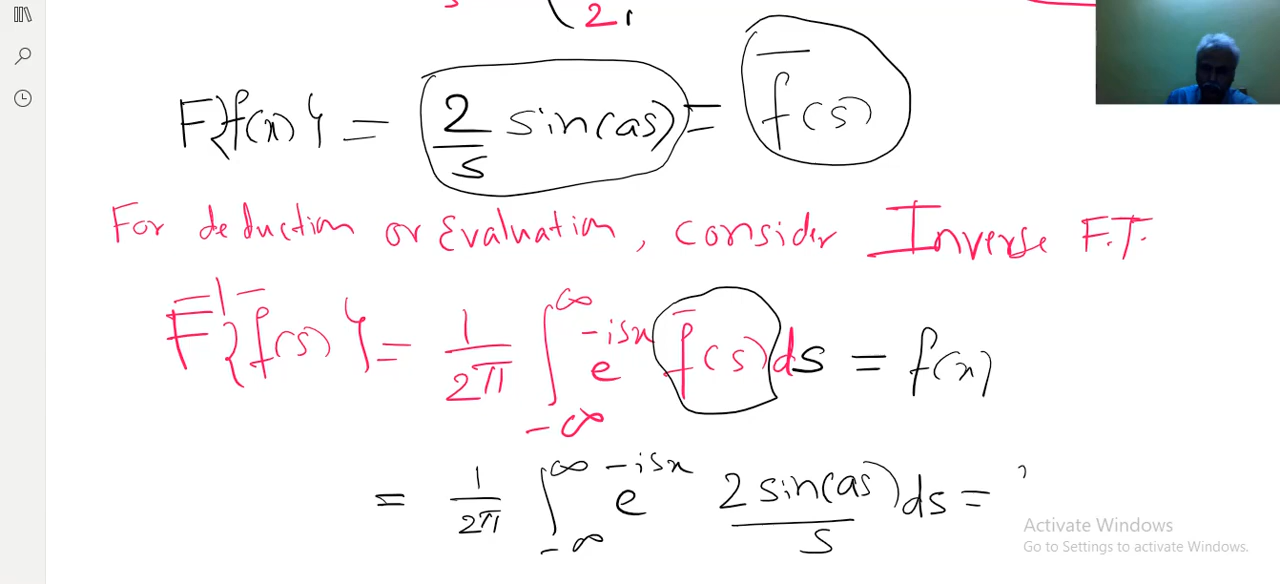 2
F{f(x)} = 2/s sin(as) = f̅(s)
For deduction or Evaluation, consider Inverse F.T.
F⁻¹{f̅(s)} = 1/2π ∫_{-∞}^{∞} e^{-isx} f̅(s) ds = f(x)
= 1/2π ∫_{-∞}^{∞} e^{-isx} 2 sin(as)/s ds =
Activate Windows
Go to Settings to activate Windows.